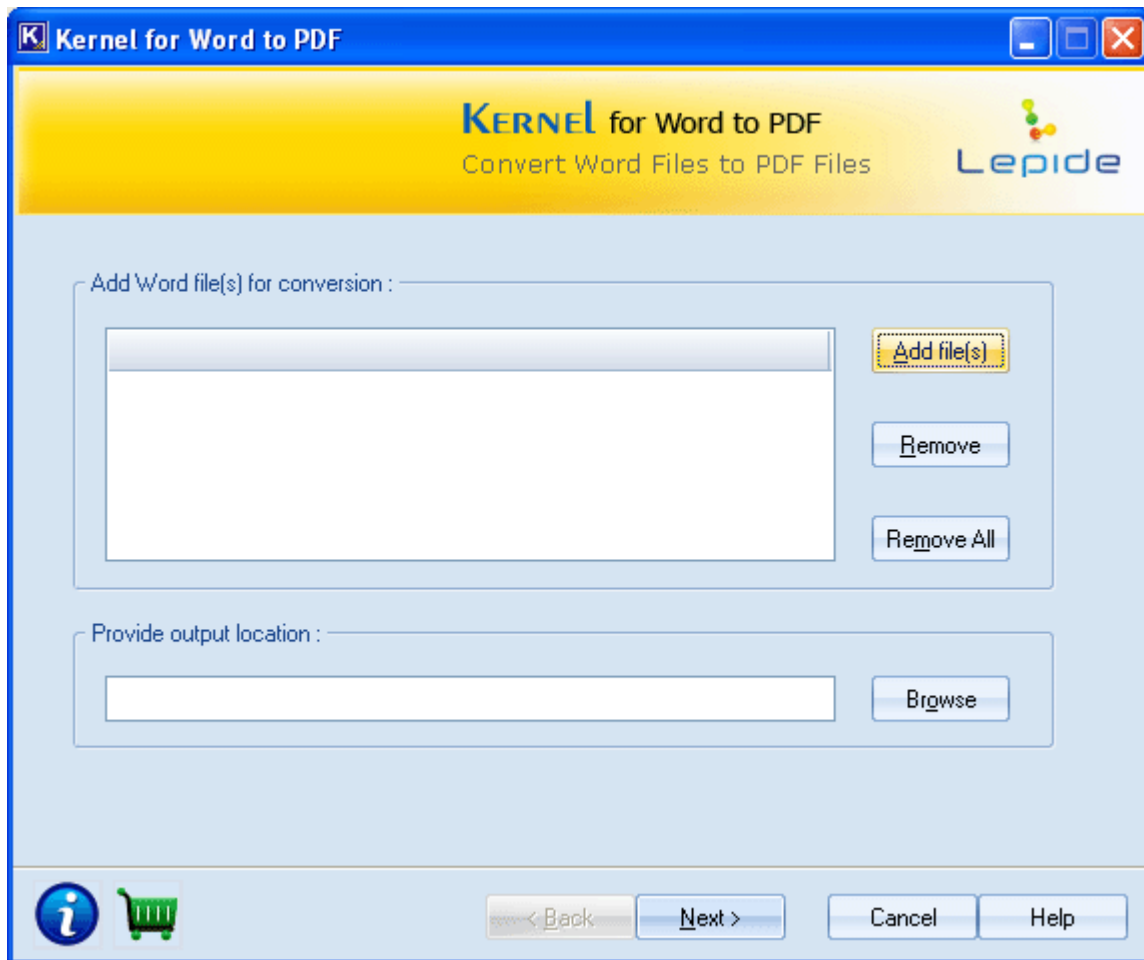 Kernel for Word to PDF
KERNEL for Word to PDF
Convert Word Files to PDF Files
Lepide
Add Word file(s) for conversion :
Add file(s)
Remove
Remove All
Provide output location :
Browse
< Back Next > Cancel Help